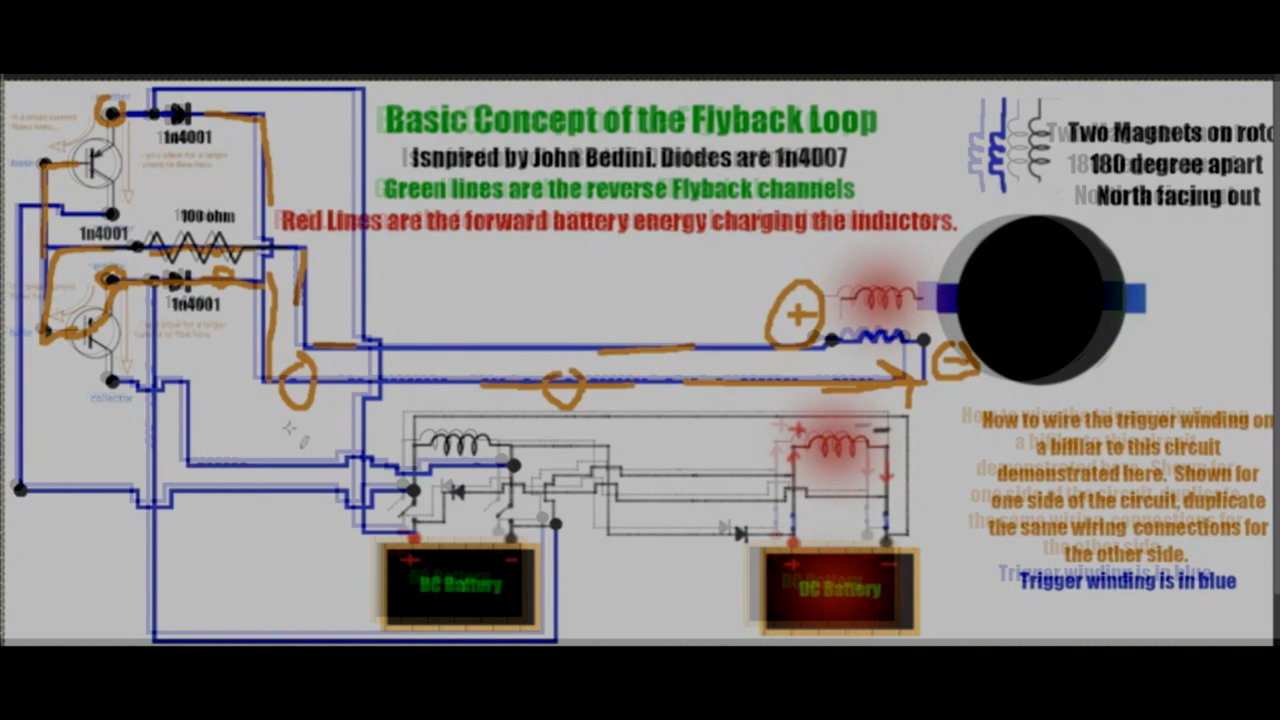 Basic Concept of the Flyback Loop
Isnpired by John Bedini. Diodes are 1n4007
Green lines are the reverse Flyback channels
Red Lines are the forward battery energy charging the inductors.
Two Magnets on roto
180 degree apart
North facing out
1n4001
100 ohm
1n4001
1n4001
collector
+
+ −
+ −
DC Battery
+ −
DC Battery
How to wire the trigger winding on
a bifilar to this circuit
demonstrated here. Shown for
one side of the circuit, duplicate
the same wiring connections for
the other side.
Trigger winding is in blue